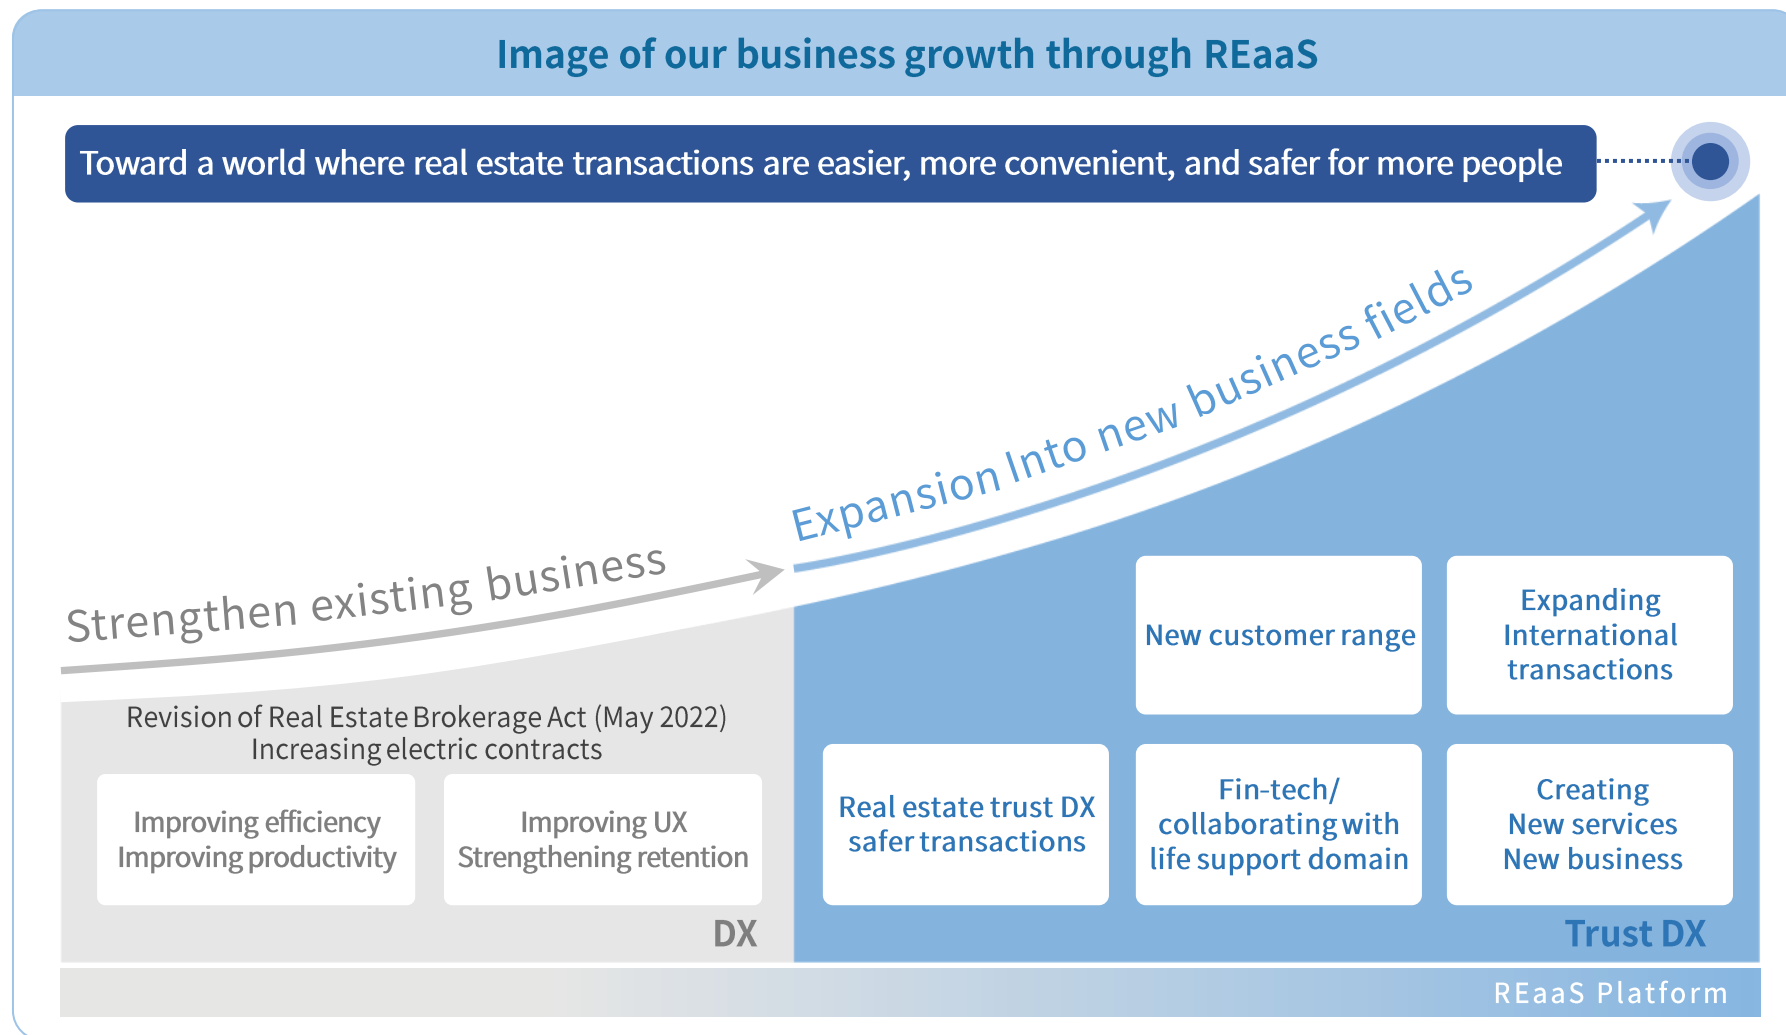 Image of our business growth through REaaS
Toward a world where real estate transactions are easier, more convenient, and safer for more people
Expansion Into new business fields
Strengthen existing business
Revision of Real Estate Brokerage Act (May 2022)
Increasing electric contracts
Improving efficiency
Improving productivity
Improving UX
Strengthening retention
DX
New customer range
Expanding
International
transactions
Real estate trust DX
safer transactions
Fin-tech/
collaborating with
life support domain
Creating
New services
New business
Trust DX
REaaS Platform